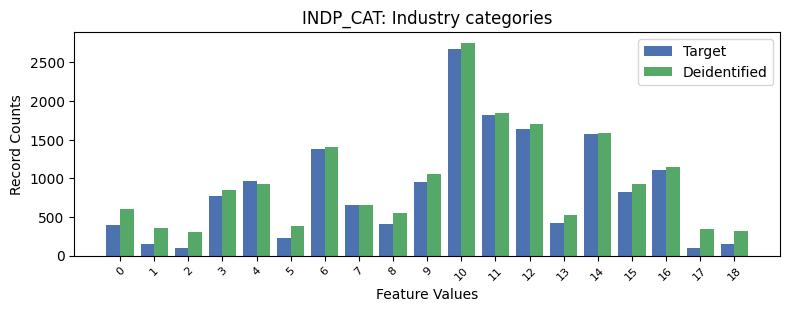 INDP_CAT: Industry categories
Target
Deidentified
Record Counts
2500
2000
1500
1000
500
0
0 1 2 3 4 5 6 7 8 9 10 11 12 13 14 15 16 17 18
Feature Values